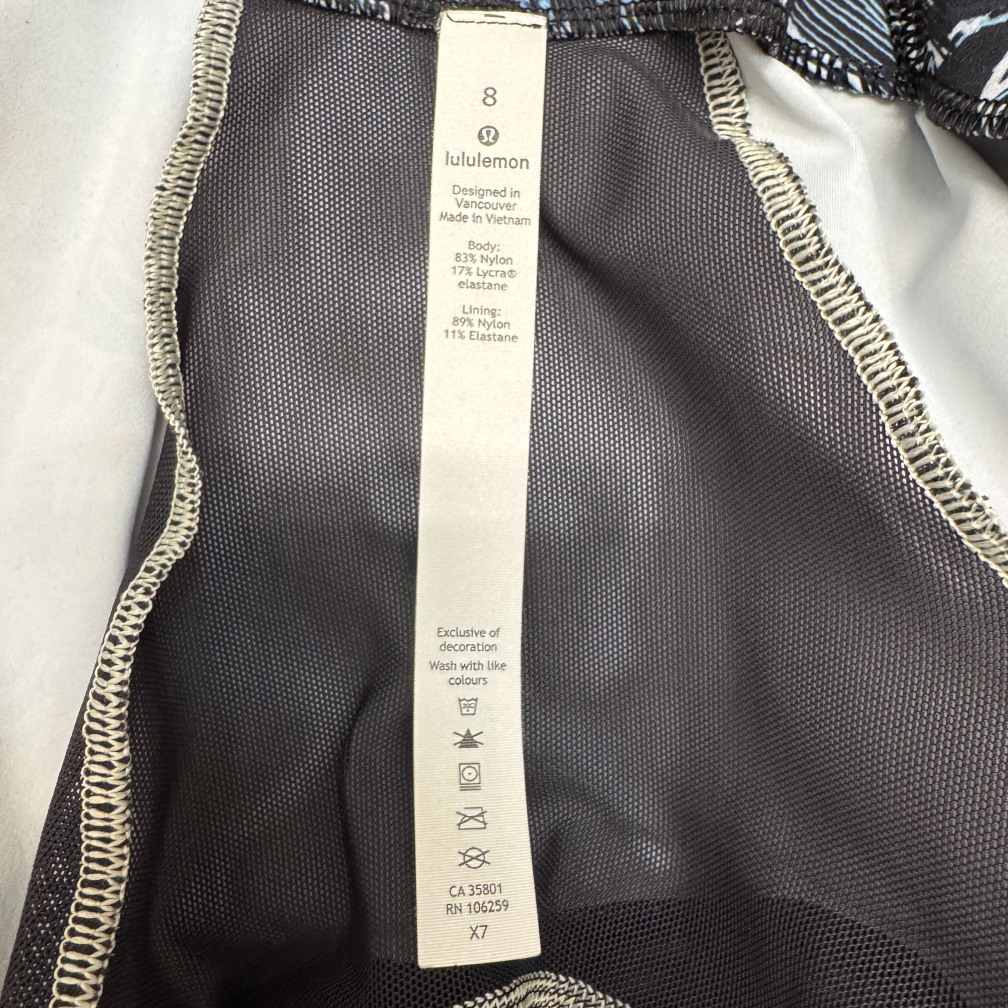 8
lululemon
Designed in
Vancouver
Made in Vietnam
Body:
83% Nylon
17% Lycra®
elastane
Lining:
89% Nylon
11% Elastane
Exclusive of
decoration
Wash with like
colours
CA 35801
RN 106259
X7